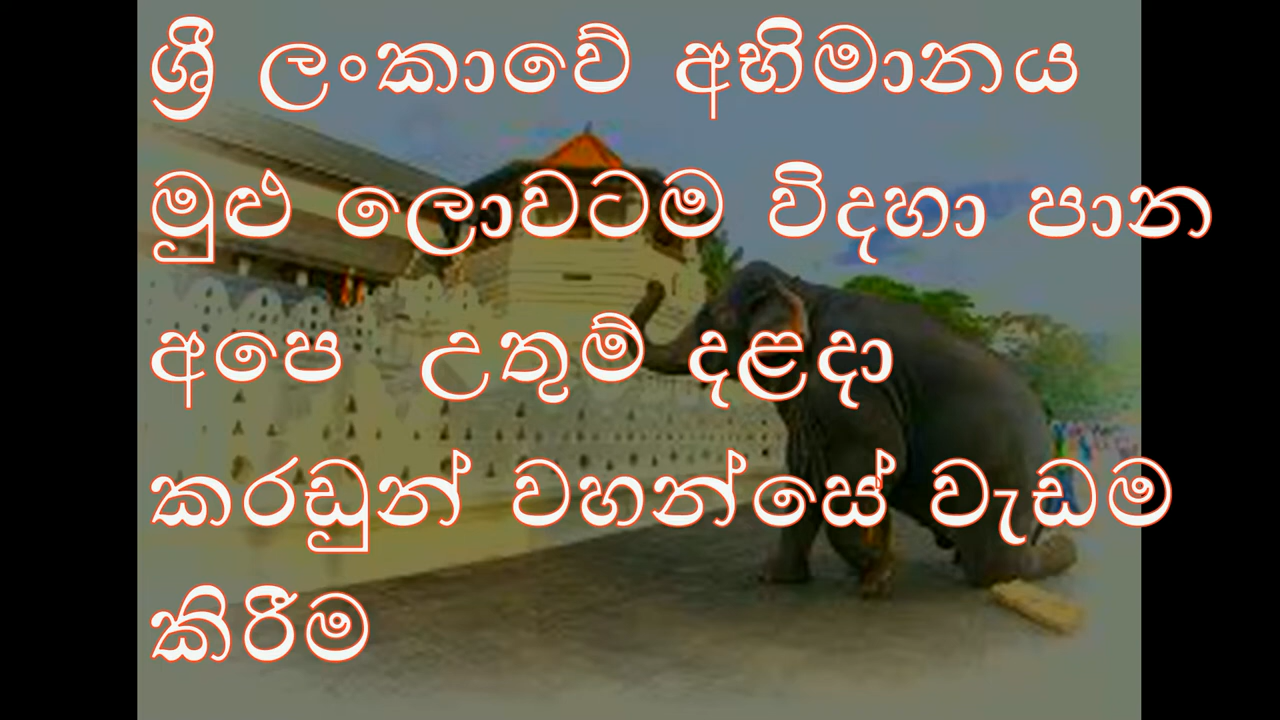 ශ්‍රී ලංකාවේ අභිමානය
මුළු ලොවටම විදහා පාන
අපෙ උතුම් දළදා
කරඬුන් වහන්සේ වැඩම
කිරීම